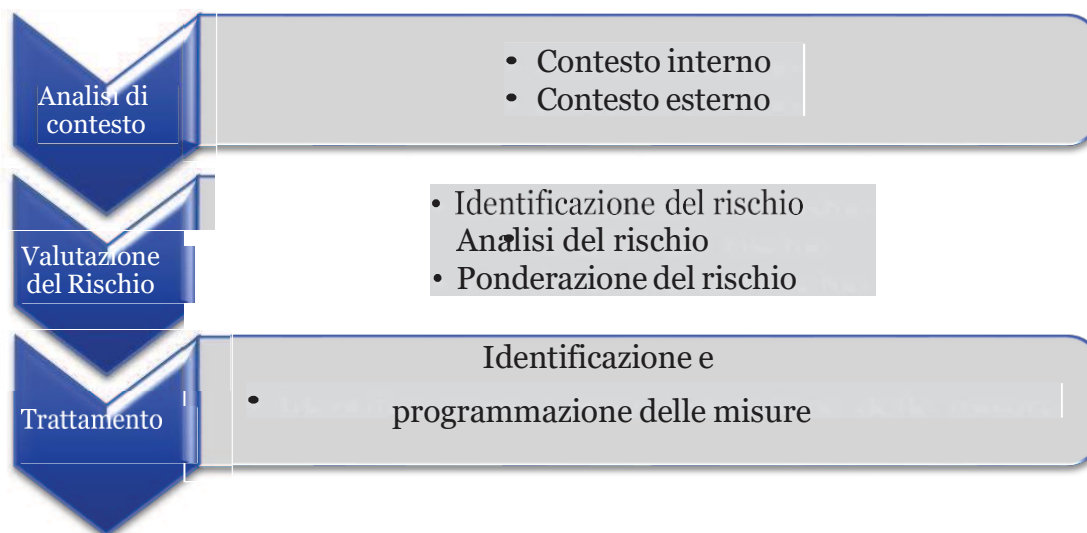 Analisi di
contesto
• Contesto interno
• Contesto esterno
Valutazione
del Rischio
• Identificazione del rischio
• Analisi del rischio
• Ponderazione del rischio
Trattamento
• Identificazione e
programmazione delle misure